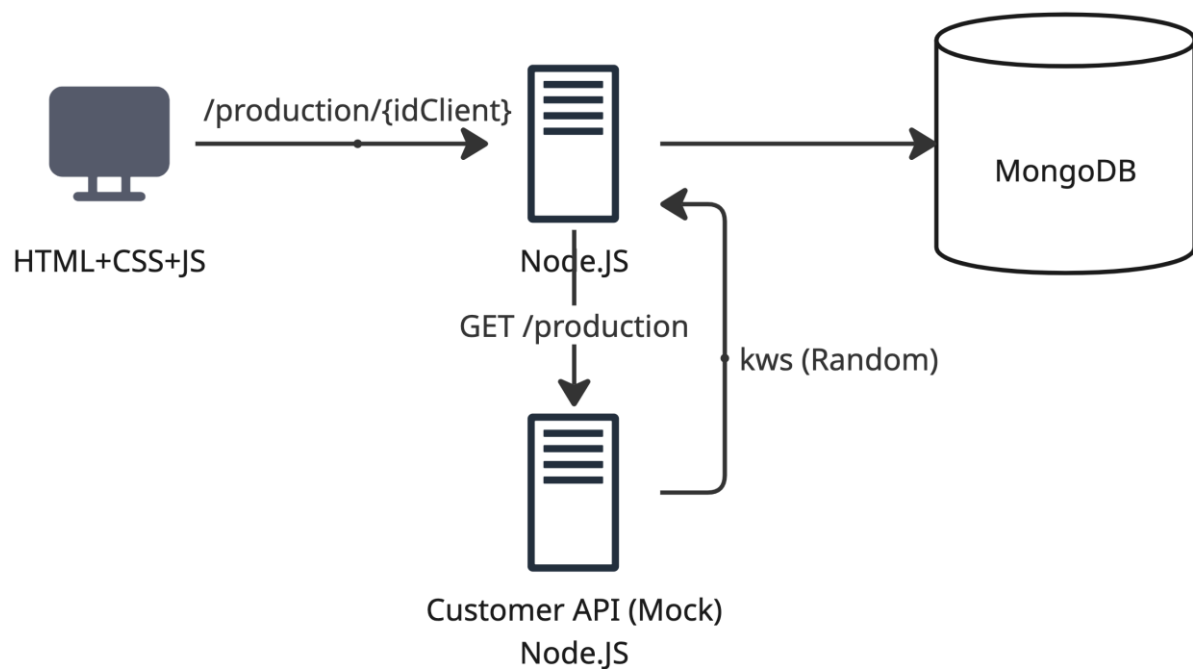 /production/{idClient}
MongoDB
HTML+CSS+JS
Node.JS
GET /production
kws (Random)
Customer API (Mock)
Node.JS